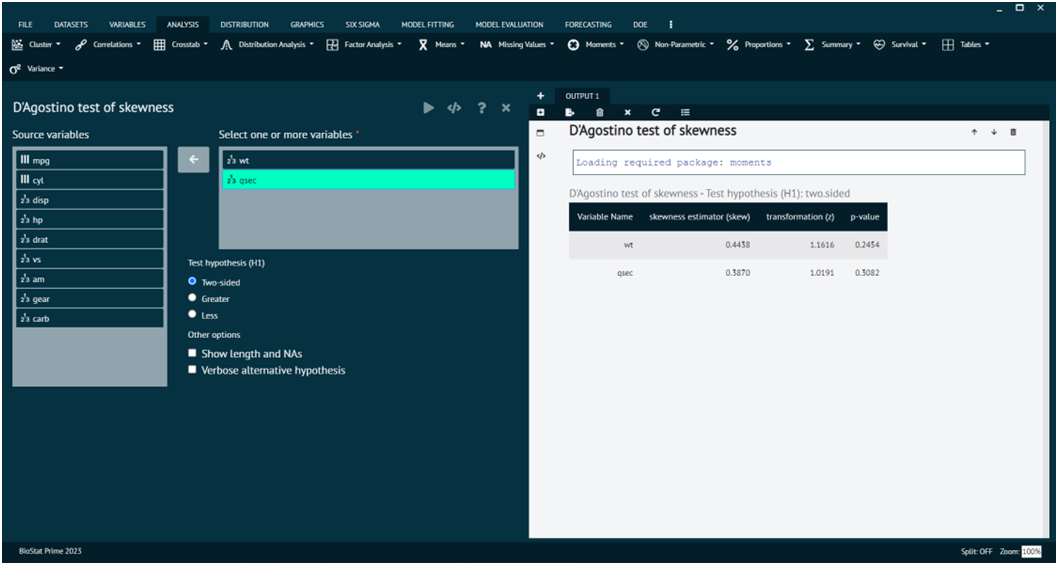 FILE DATASETS VARIABLES ANALYSIS DISTRIBUTION GRAPHICS SIX SIGMA MODEL FITTING MODEL EVALUATION FORECASTING DOE
Cluster Correlations Crosstab Distribution Analysis Factor Analysis Means NA Missing Values Moments Non-Parametric Proportions Summary Survival Tables
Variance
D'Agostino test of skewness
Source variables
mpg
cyl
disp
hp
drat
vs
am
gear
carb
Select one or more variables *
wt
qsec
Test hypothesis (H1)
Two-sided
Greater
Less
Other options
Show length and NAs
Verbose alternative hypothesis
OUTPUT 1
D'Agostino test of skewness
Loading required package: moments
D'Agostino test of skewness - Test hypothesis (H1): two.sided
Variable Name skewness estimator (skew) transformation (z) p-value
wt 0.4438 1.1616 0.2454
qsec 0.3870 1.0191 0.3082
BioStat Prime 2023
Split: OFF Zoom: 100%